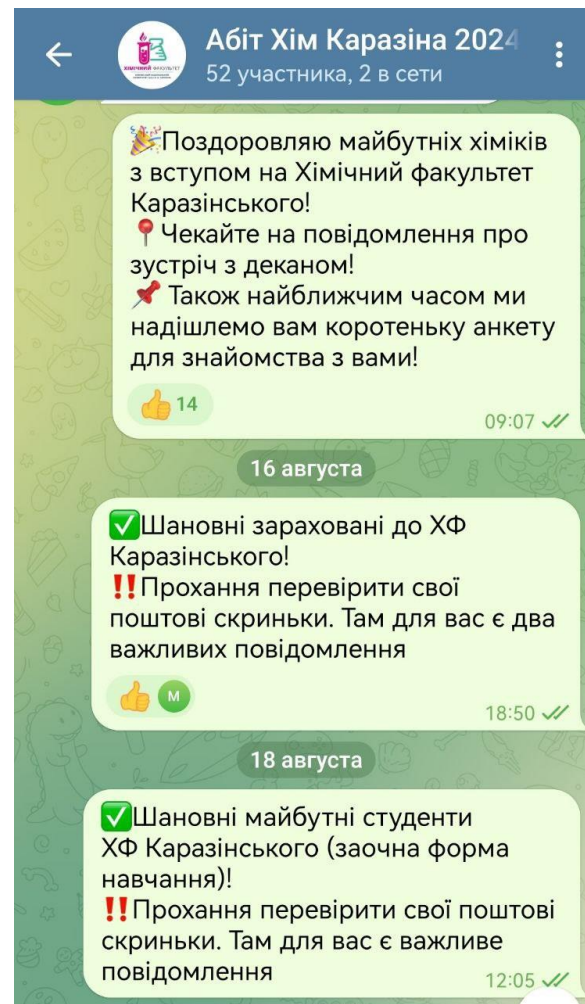 Абіт Хім Каразіна 2024
ХІМІЧНИЙ ФАКУЛЬТЕТ
52 участника, 2 в сети
🎉Поздоровляю майбутніх хіміків
з вступом на Хімічний факультет
Каразінського!
📍Чекайте на повідомлення про
зустріч з деканом!
📌 Також найближчим часом ми
надішлемо вам коротеньку анкету
для знайомства з вами!
👍 14
09:07
16 августа
✅Шановні зараховані до ХФ
Каразінського!
‼️Прохання перевірити свої
поштові скриньки. Там для вас є два
важливих повідомлення
👍 М
18:50
18 августа
✅Шановні майбутні студенти
ХФ Каразінського (заочна форма
навчання)!
‼️Прохання перевірити свої поштові
скриньки. Там для вас є важливе
повідомлення
12:05